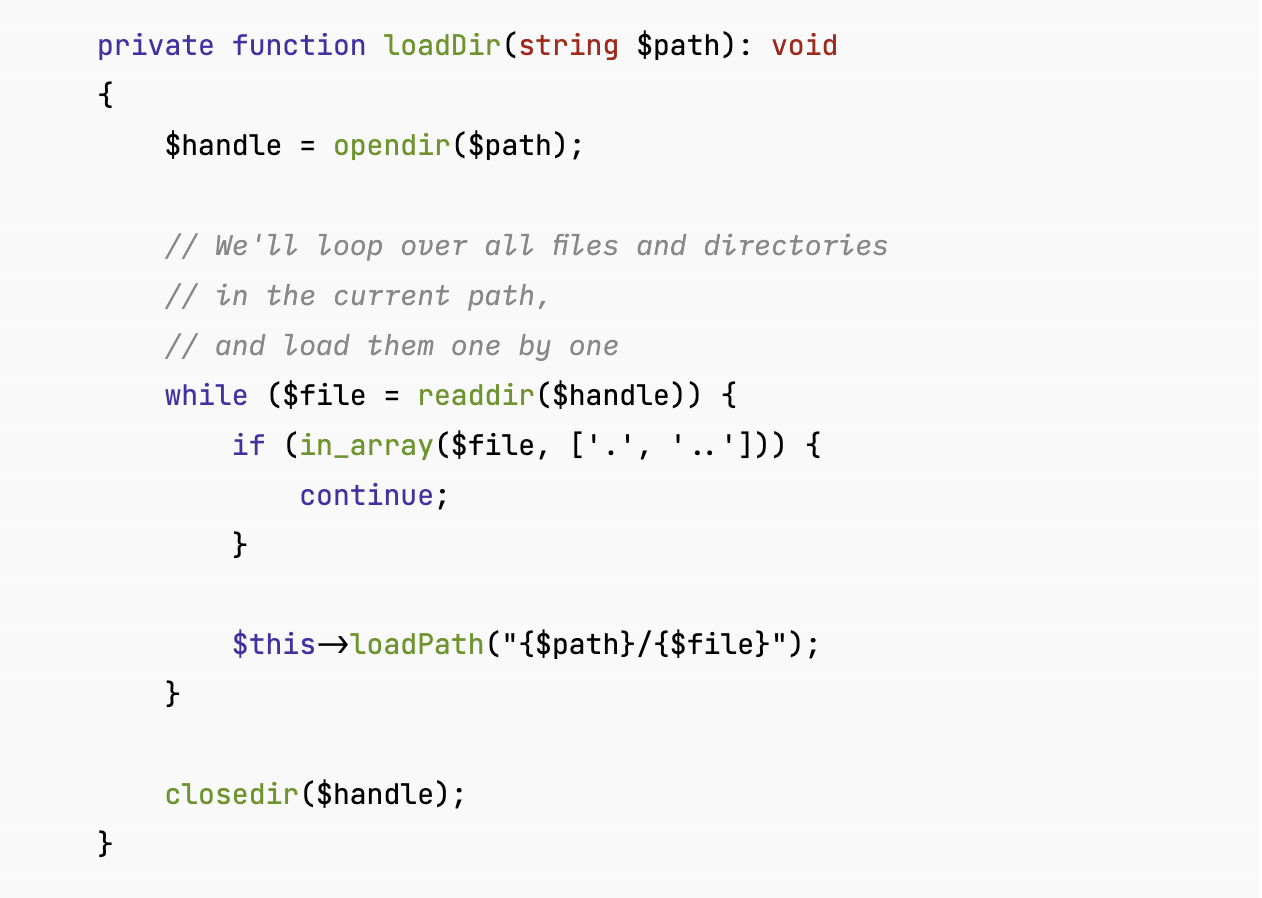 private function loadDir(string $path): void
{
    $handle = opendir($path);

    // We'll loop over all files and directories
    // in the current path,
    // and load them one by one
    while ($file = readdir($handle)) {
        if (in_array($file, ['.', '..'])) {
            continue;
        }

        $this->loadPath("{$path}/{$file}");
    }

    closedir($handle);
}